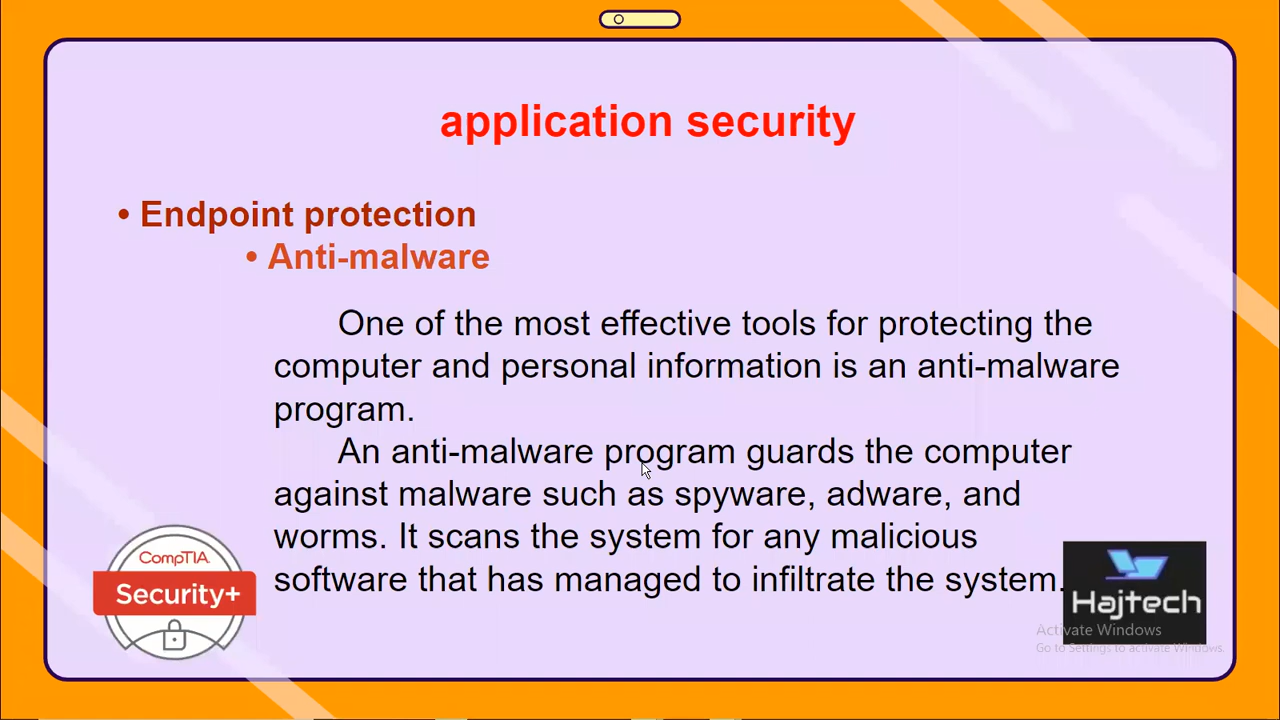 application security
• Endpoint protection
• Anti-malware
One of the most effective tools for protecting the
computer and personal information is an anti-malware
program.
An anti-malware program guards the computer
against malware such as spyware, adware, and
worms. It scans the system for any malicious
software that has managed to infiltrate the system.
CompTIA.
Security+
Hajtech
Activate Windows
Go to Settings to activate Windows.